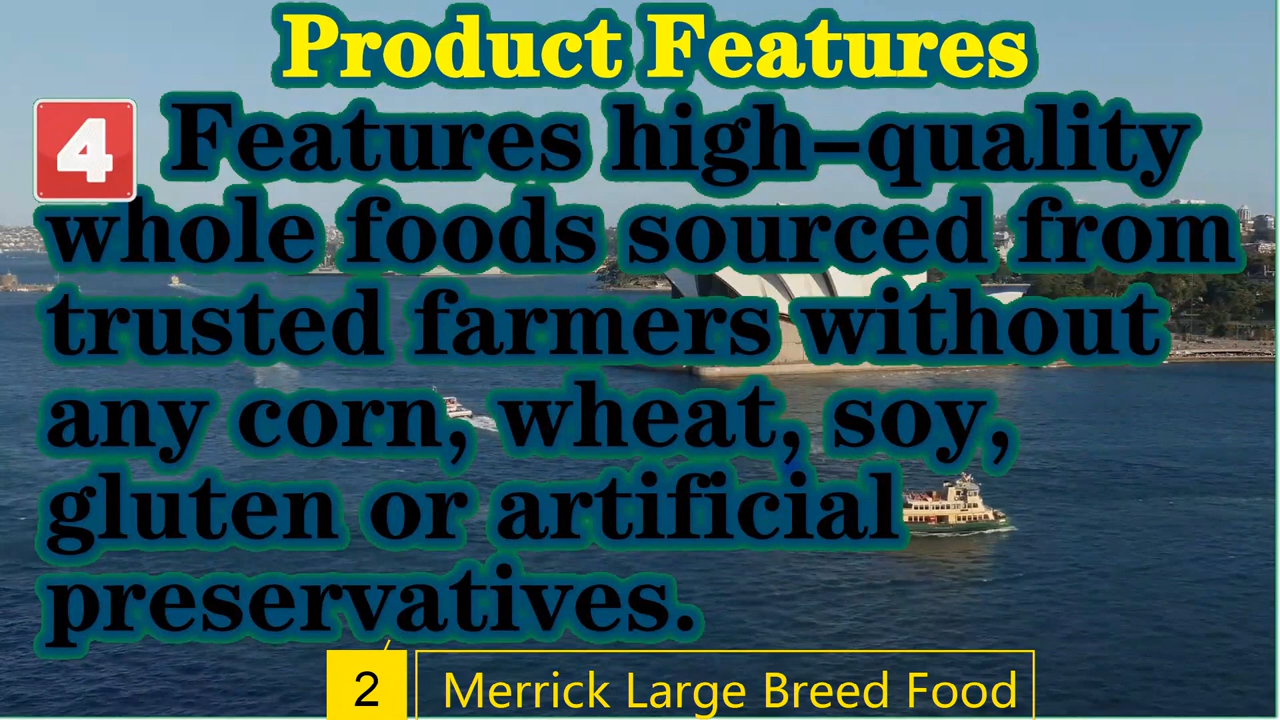 Product Features
4 Features high-quality
whole foods sourced from
trusted farmers without
any corn, wheat, soy,
gluten or artificial
preservatives.
2 Merrick Large Breed Food